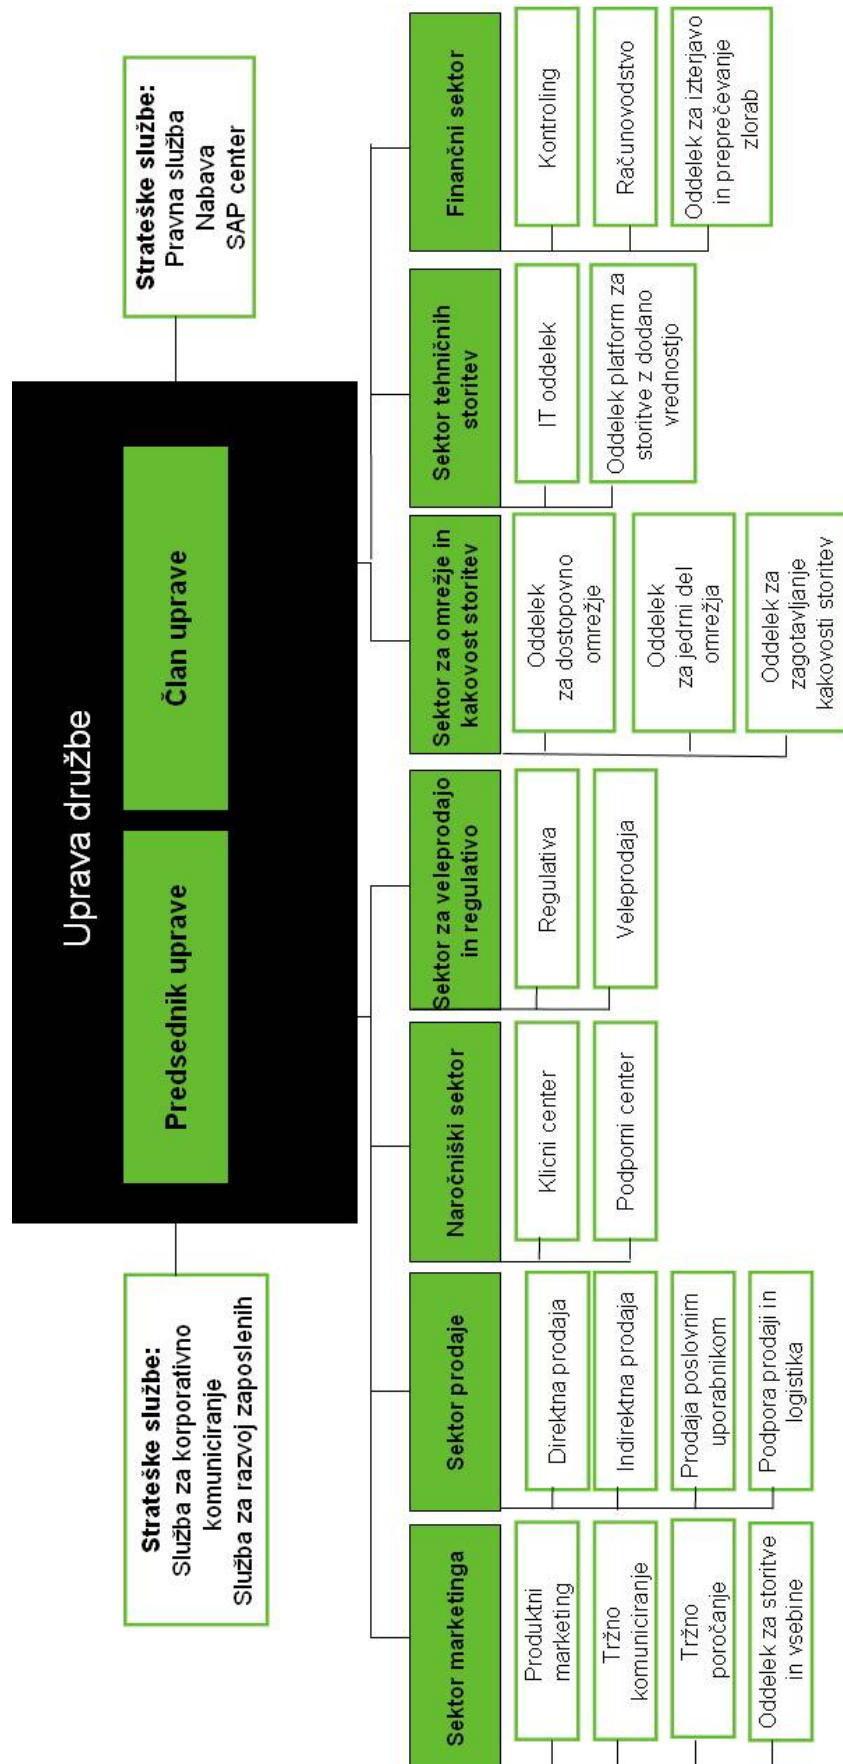 Uprava družbe
Predsednik uprave
Član uprave
Strateške službe:
Služba za korporativno
komuniciranje
Služba za razvoj zaposlenih
Strateške službe:
Pravna služba
Nabava
SAP center
Sektor marketinga
Produktni
marketing
Tržno
komuniciranje
Tržno
poročanje
Oddelek za storitve
in vsebine
Sektor prodaje
Direktna prodaja
Indirektna prodaja
Prodaja poslovnim
uporabnikom
Podpora prodaji in
logistika
Naročniški sektor
Klicni center
Podporni center
Sektor za veleprodajo
in regulativo
Regulativa
Veleprodaja
Sektor za omrežje in
kakovost storitev
Oddelek
za dostopovno
omrežje
Oddelek
za jedrni del
omrežja
Oddelek za
zagotavljanje
kakovosti storitev
Sektor tehničnih
storitev
IT oddelek
Oddelek platform za
storitve z dodano
vrednostjo
Finančni sektor
Kontroling
Računovodstvo
Oddelek za izterjavo
in preprečevanje
zlorab